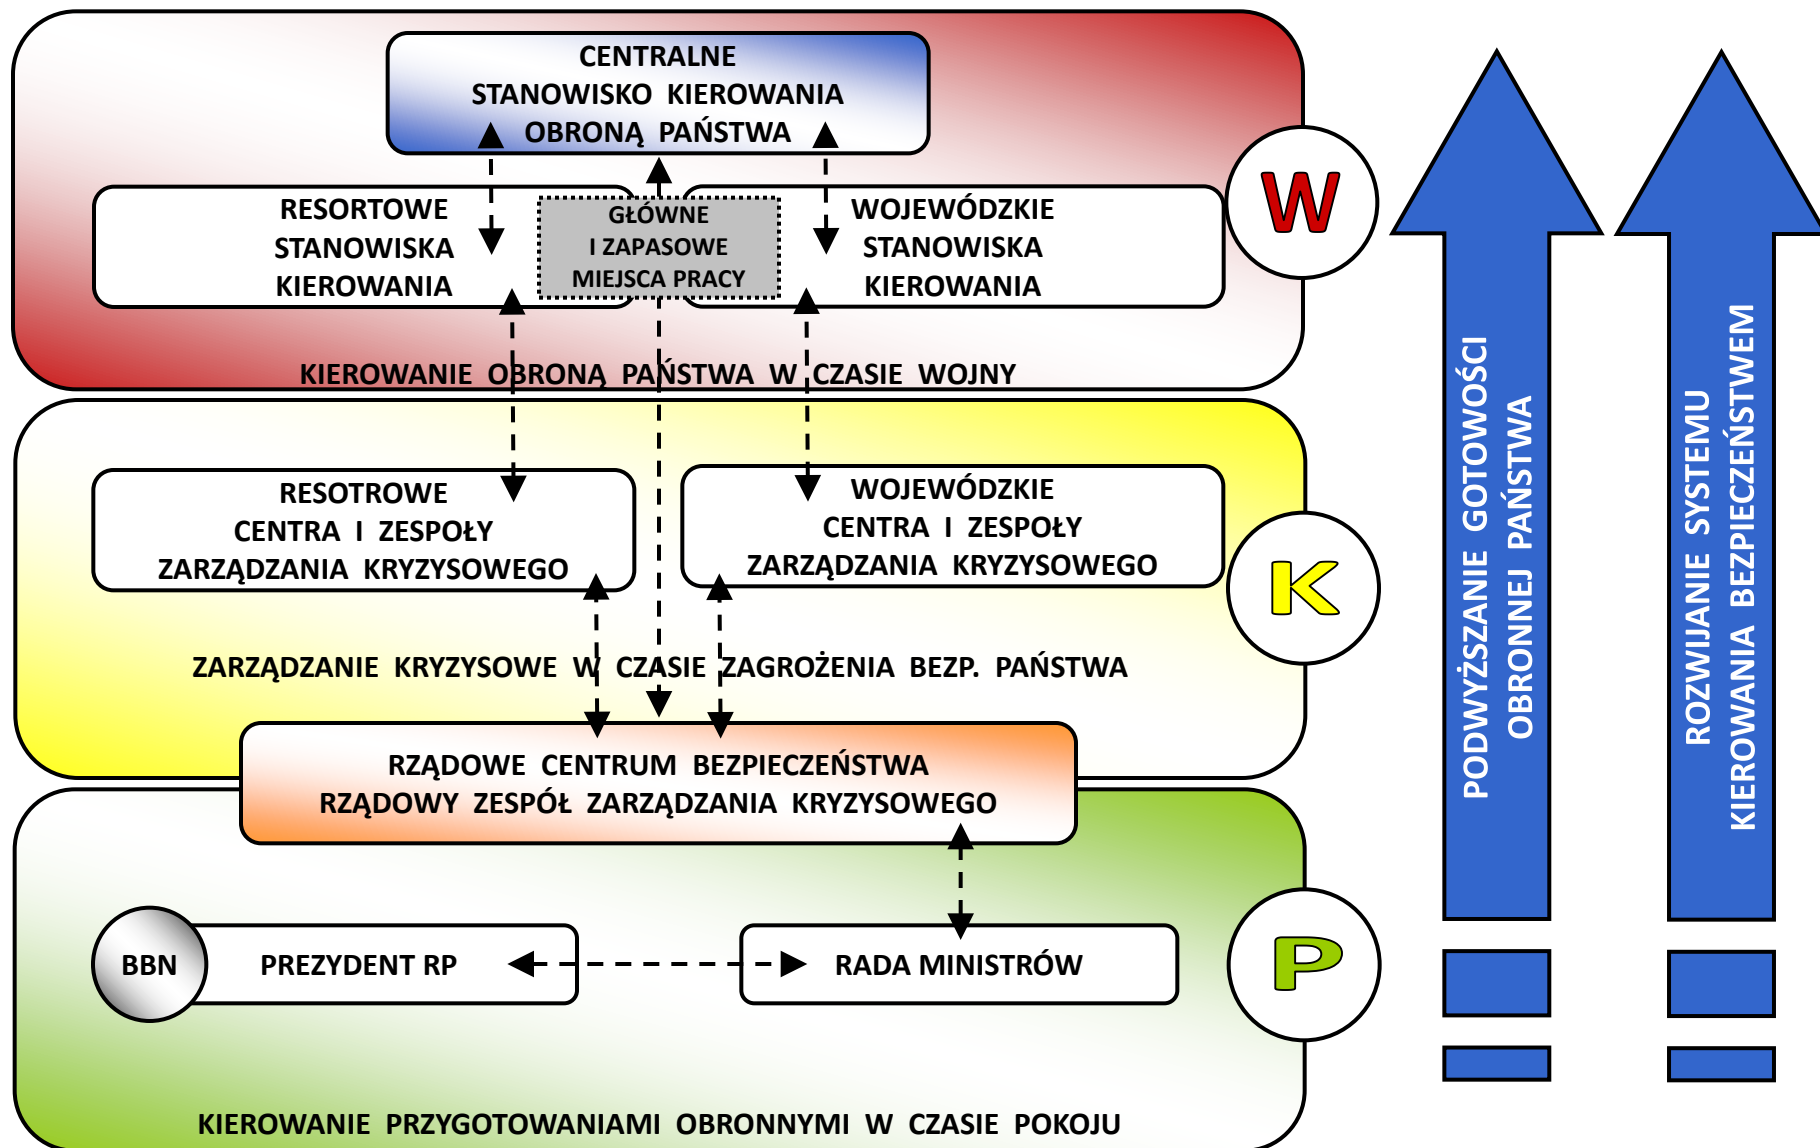 CENTRALNE
STANOWISKO KIEROWANIA
OBRONĄ PAŃSTWA
RESORTOWE
STANOWISKA
KIEROWANIA
GŁÓWNE
I ZAPASOWE
MIEJSCA PRACY
WOJEWÓDZKIE
STANOWISKA
KIEROWANIA
W
KIEROWANIE OBRONĄ PAŃSTWA W CZASIE WOJNY
RESOTROWE
CENTRA I ZESPOŁY
ZARZĄDZANIA KRYZYSOWEGO
WOJEWÓDZKIE
CENTRA I ZESPOŁY
ZARZĄDZANIA KRYZYSOWEGO
K
ZARZĄDZANIE KRYZYSOWE W CZASIE ZAGROŻENIA BEZP. PAŃSTWA
RZĄDOWE CENTRUM BEZPIECZEŃSTWA
RZĄDOWY ZESPÓŁ ZARZĄDZANIA KRYZYSOWEGO
BBN
PREZYDENT RP
RADA MINISTRÓW
P
KIEROWANIE PRZYGOTOWANIAMI OBRONNYMI W CZASIE POKOJU
PODWYŻSZANIE GOTOWOŚCI
OBRONNEJ PAŃSTWA
ROZWIJANIE SYSTEMU
KIEROWANIA BEZPIECZEŃSTWEM